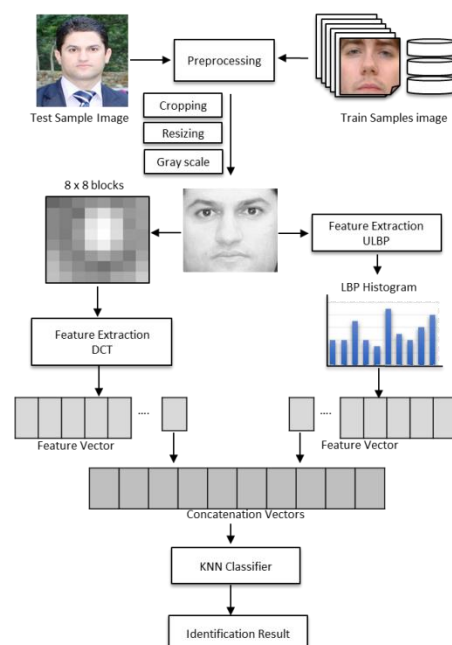 Preprocessing
Test Sample Image
Train Samples image
Cropping
Resizing
Gray scale
8 x 8 blocks
Feature Extraction
ULBP
LBP Histogram
Feature Extraction
DCT
....
....
Feature Vector
Feature Vector
Concatenation Vectors
KNN Classifier
Identification Result